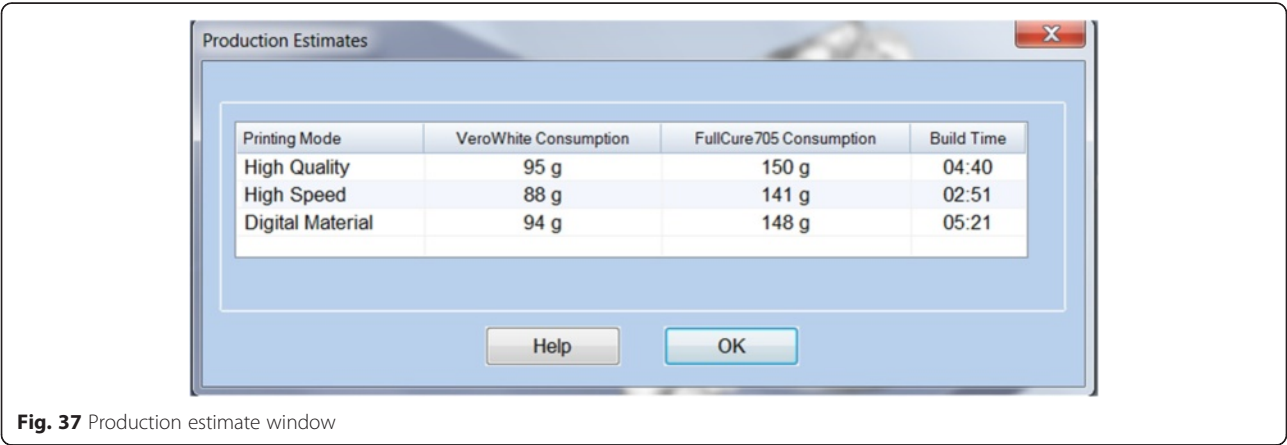 Production Estimates
X
Printing Mode VeroWhite Consumption FullCure705 Consumption Build Time
High Quality 95 g 150 g 04:40
High Speed 88 g 141 g 02:51
Digital Material 94 g 148 g 05:21
Help OK
Fig. 37 Production estimate window